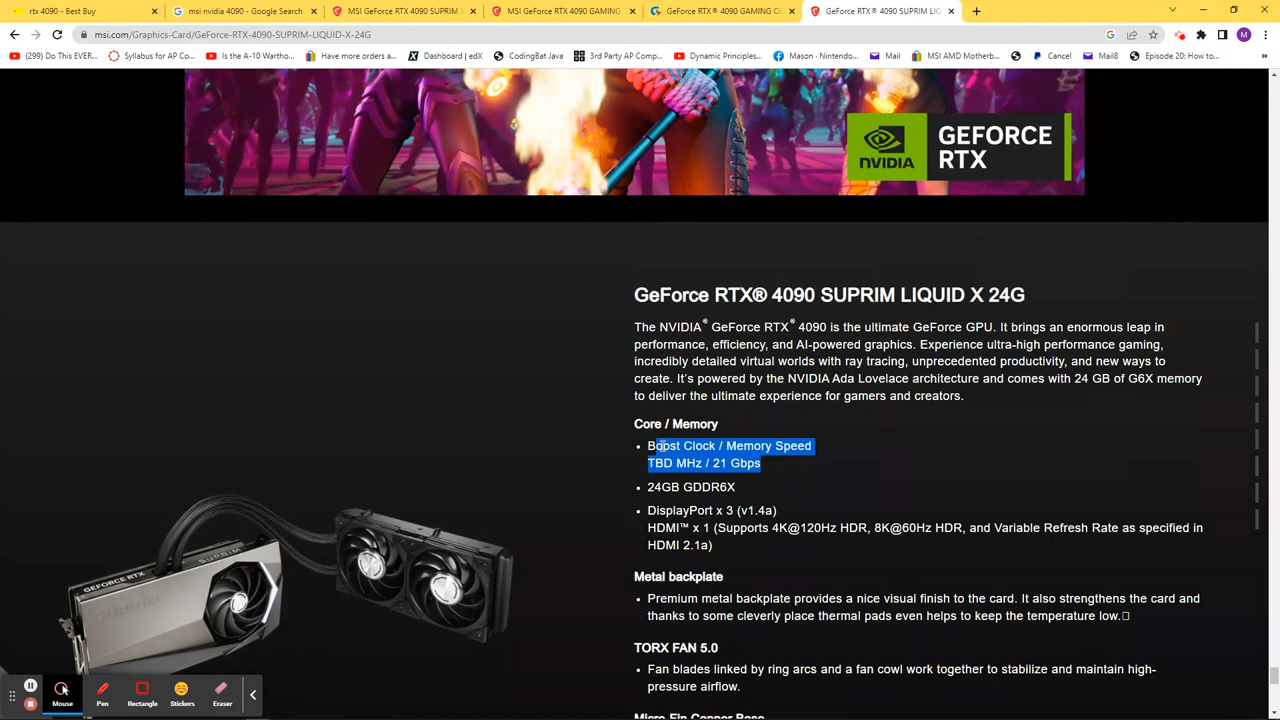 rtx 4090 - Best Buy
msi nvidia 4090 - Google Search
MSI GeForce RTX 4090 SUPRIM X
MSI GeForce RTX 4090 GAMING
GeForce RTX® 4090 GAMING OC
GeForce RTX® 4090 SUPRIM LIQ
msi.com/Graphics-Card/GeForce-RTX-4090-SUPRIM-LIQUID-X-24G
M
(299) Do This EVER...
Syllabus for AP Co...
Is the A-10 Wartho...
Have more orders a...
Dashboard | edX
CodingBat Java
3rd Party AP Comp...
Dynamic Principles...
Mason · Nintendo...
Mail
MSI AMD Motherb...
Cancel
Mail8
Episode 20: How to...
»
NVIDIA
GEFORCE
RTX
GeForce RTX® 4090 SUPRIM LIQUID X 24G
The NVIDIA® GeForce RTX® 4090 is the ultimate GeForce GPU. It brings an enormous leap in
performance, efficiency, and AI-powered graphics. Experience ultra-high performance gaming,
incredibly detailed virtual worlds with ray tracing, unprecedented productivity, and new ways to
create. It's powered by the NVIDIA Ada Lovelace architecture and comes with 24 GB of G6X memory
to deliver the ultimate experience for gamers and creators.
Core / Memory
• Boost Clock / Memory Speed
TBD MHz / 21 Gbps
• 24GB GDDR6X
• DisplayPort x 3 (v1.4a)
HDMI™ x 1 (Supports 4K@120Hz HDR, 8K@60Hz HDR, and Variable Refresh Rate as specified in
HDMI 2.1a)
Metal backplate
• Premium metal backplate provides a nice visual finish to the card. It also strengthens the card and
thanks to some cleverly place thermal pads even helps to keep the temperature low.
TORX FAN 5.0
• Fan blades linked by ring arcs and a fan cowl work together to stabilize and maintain high-
pressure airflow.
Micro-Fin Copper Base
GEFORCE RTX
SUPRIM
Mouse
Pen
Rectangle
Stickers
Eraser